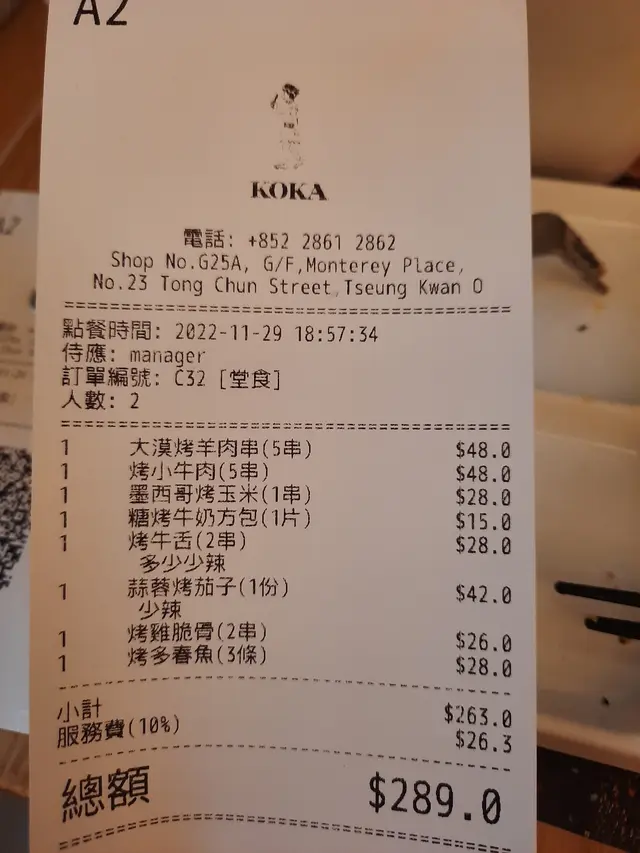 A2
KOKA
電話: +852 2861 2862
Shop No.G25A, G/F,Monterey Place,
No.23 Tong Chun Street,Tseung Kwan O
點餐時間: 2022-11-29 18:57:34
侍應: manager
訂單編號: C32 [堂食]
人數: 2
1 大漠烤羊肉串(5串) $48.0
1 烤小牛肉(5串) $48.0
1 墨西哥烤玉米(1串) $28.0
1 糖烤牛奶方包(1片) $15.0
1 烤牛舌(2串) $28.0
多少少辣
1 蒜蓉烤茄子(1份) $42.0
少辣
1 烤雞脆骨(2串) $26.0
1 烤多春魚(3條) $28.0
小計 $263.0
服務費(10%) $26.3
總額 $289.0